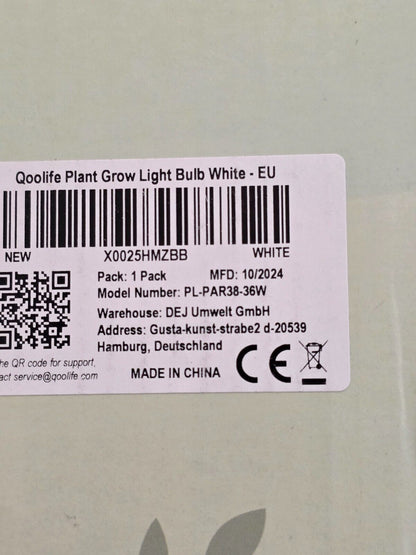 Qoolife Plant Grow Light Bulb White - EU
NEW X0025HMZBB WHITE
Pack: 1 Pack MFD: 10/2024
Model Number: PL-PAR38-36W
Warehouse: DEJ Umwelt GmbH
Address: Gusta-kunst-strabe2 d-20539
Hamburg, Deutschland
he QR code for support,
act service@qoolife.com
MADE IN CHINA CE